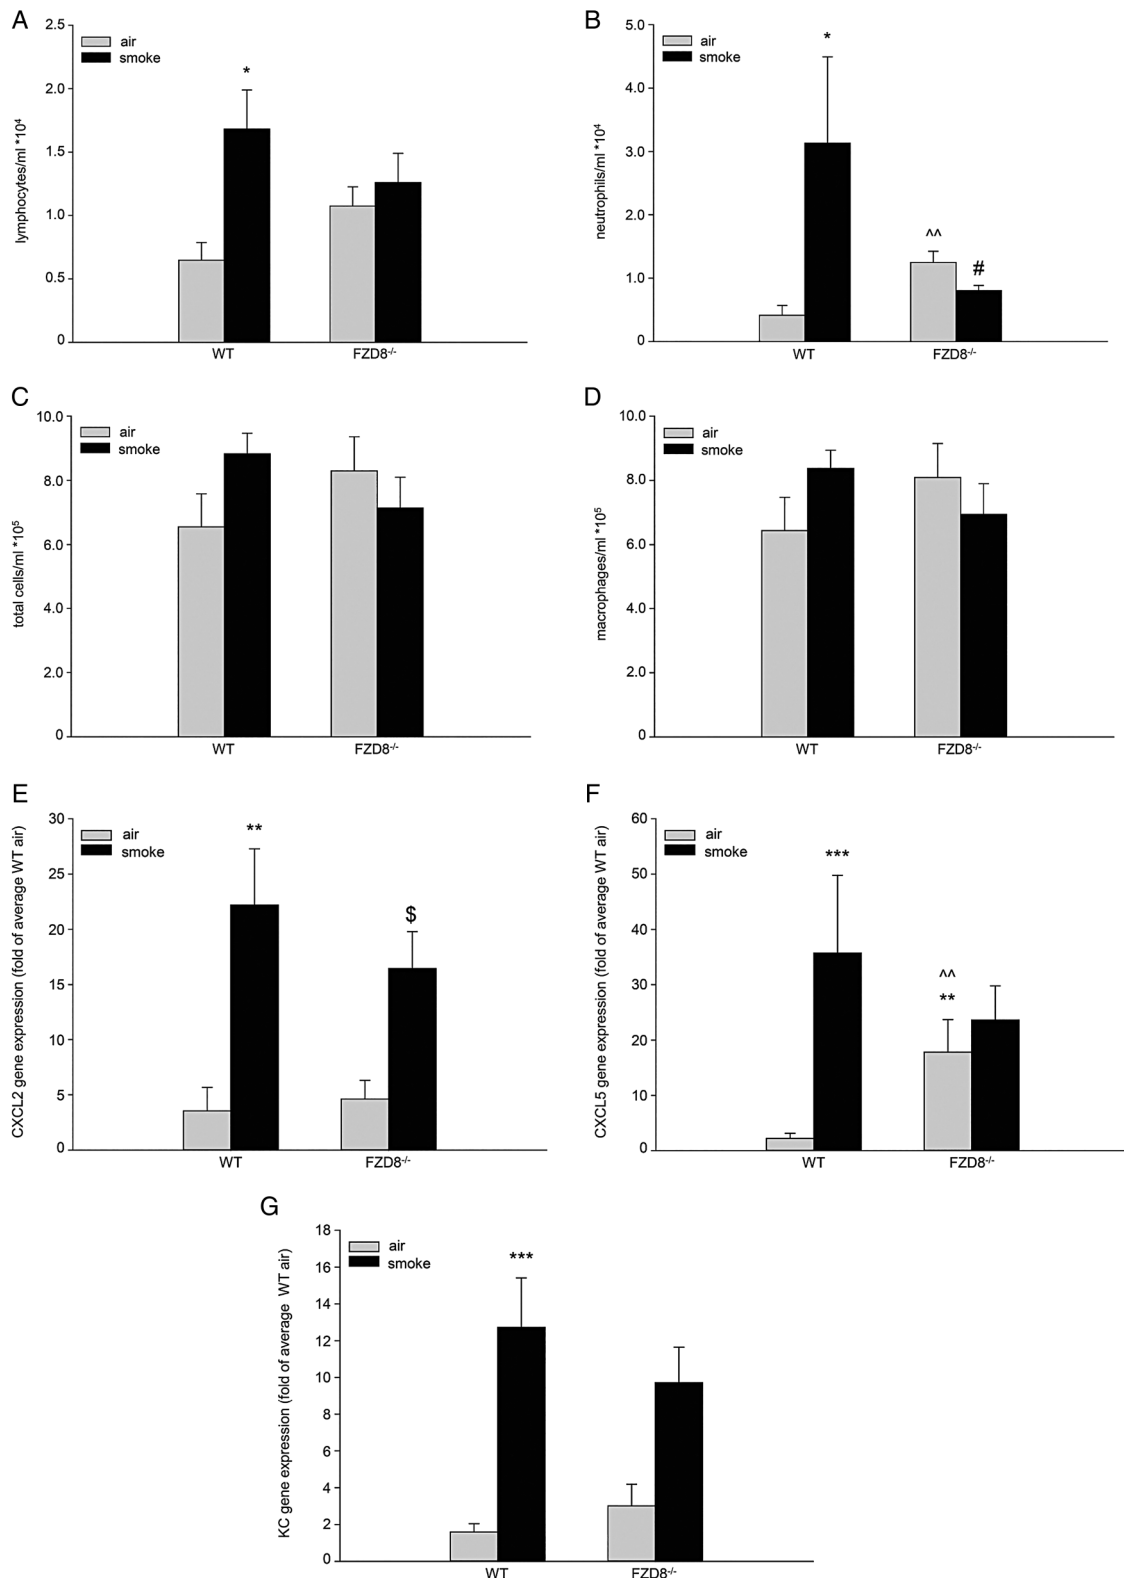 A
lymphocytes/ml *10⁴
2.5
2.0
1.5
1.0
0.5
0
air
smoke
*
WT
FZD8⁻/⁻
B
neutrophils/ml *10⁴
5.0
4.0
3.0
2.0
1.0
0
air
smoke
*
^^
#
WT
FZD8⁻/⁻
C
total cells/ml *10⁵
10.0
8.0
6.0
4.0
2.0
0
air
smoke
WT
FZD8⁻/⁻
D
macrophages/ml *10⁵
10.0
8.0
6.0
4.0
2.0
0
air
smoke
WT
FZD8⁻/⁻
E
CXCL2 gene expression (fold of average WT air)
30
25
20
15
10
5
0
air
smoke
**
$
WT
FZD8⁻/⁻
F
CXCL5 gene expression (fold of average WT air)
60
50
40
30
20
10
0
air
smoke
***
^^
**
WT
FZD8⁻/⁻
G
KC gene expression (fold of average WT air)
18
16
14
12
10
8
6
4
2
0
air
smoke
***
WT
FZD8⁻/⁻